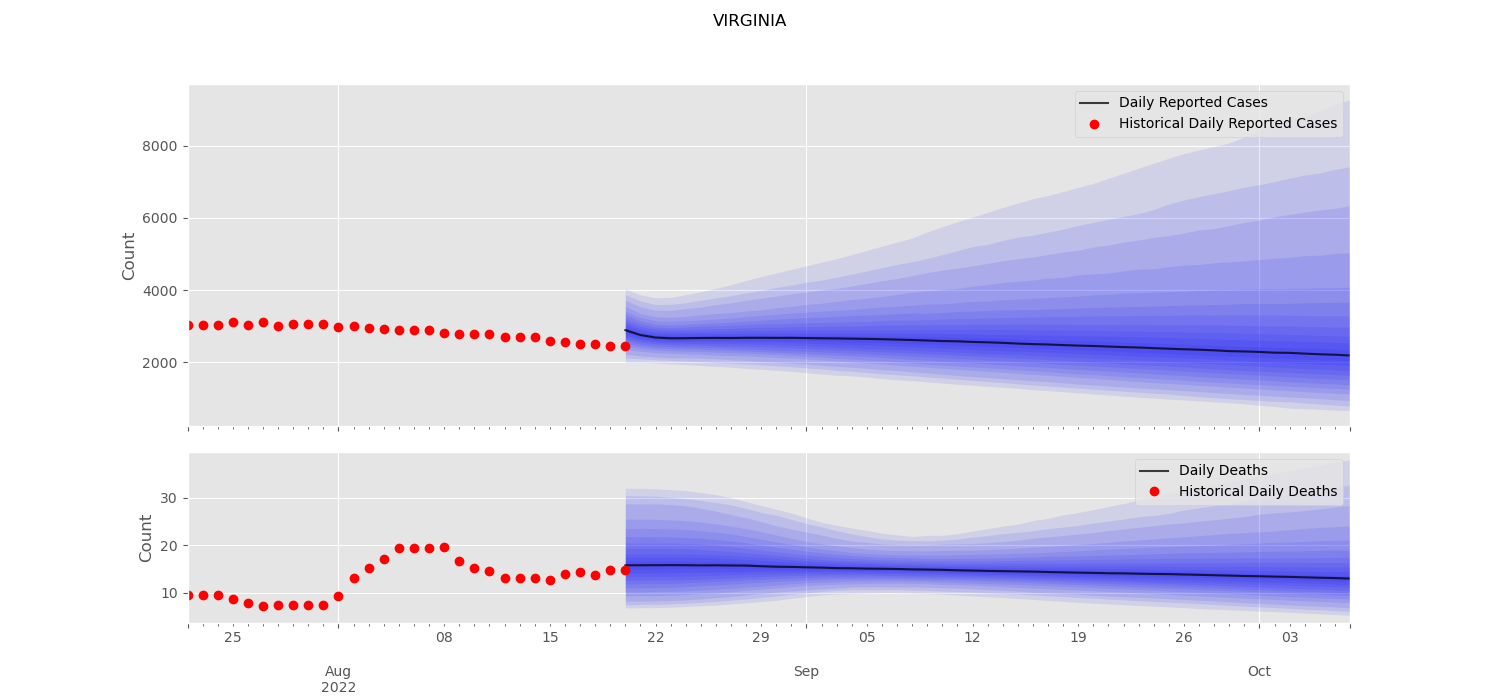 VIRGINIA
Daily Reported Cases
Historical Daily Reported Cases
8000
6000
4000
2000
Count
Daily Deaths
Historical Daily Deaths
30
20
10
Count
25 08 15 22 29 05 12 19 26 03
Aug Sep Oct
2022